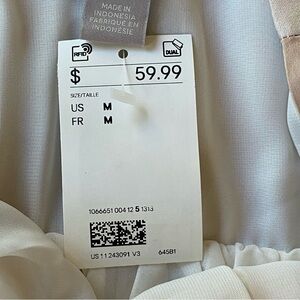 MADE IN
INDONESIA
FABRIQUÉ EN
INDONÉSIE
RFID
DUAL
$ 59.99
SIZE/TAILLE
US M
FR M
1066651 004 12 5 1313
US 11 243091 V3 645B1